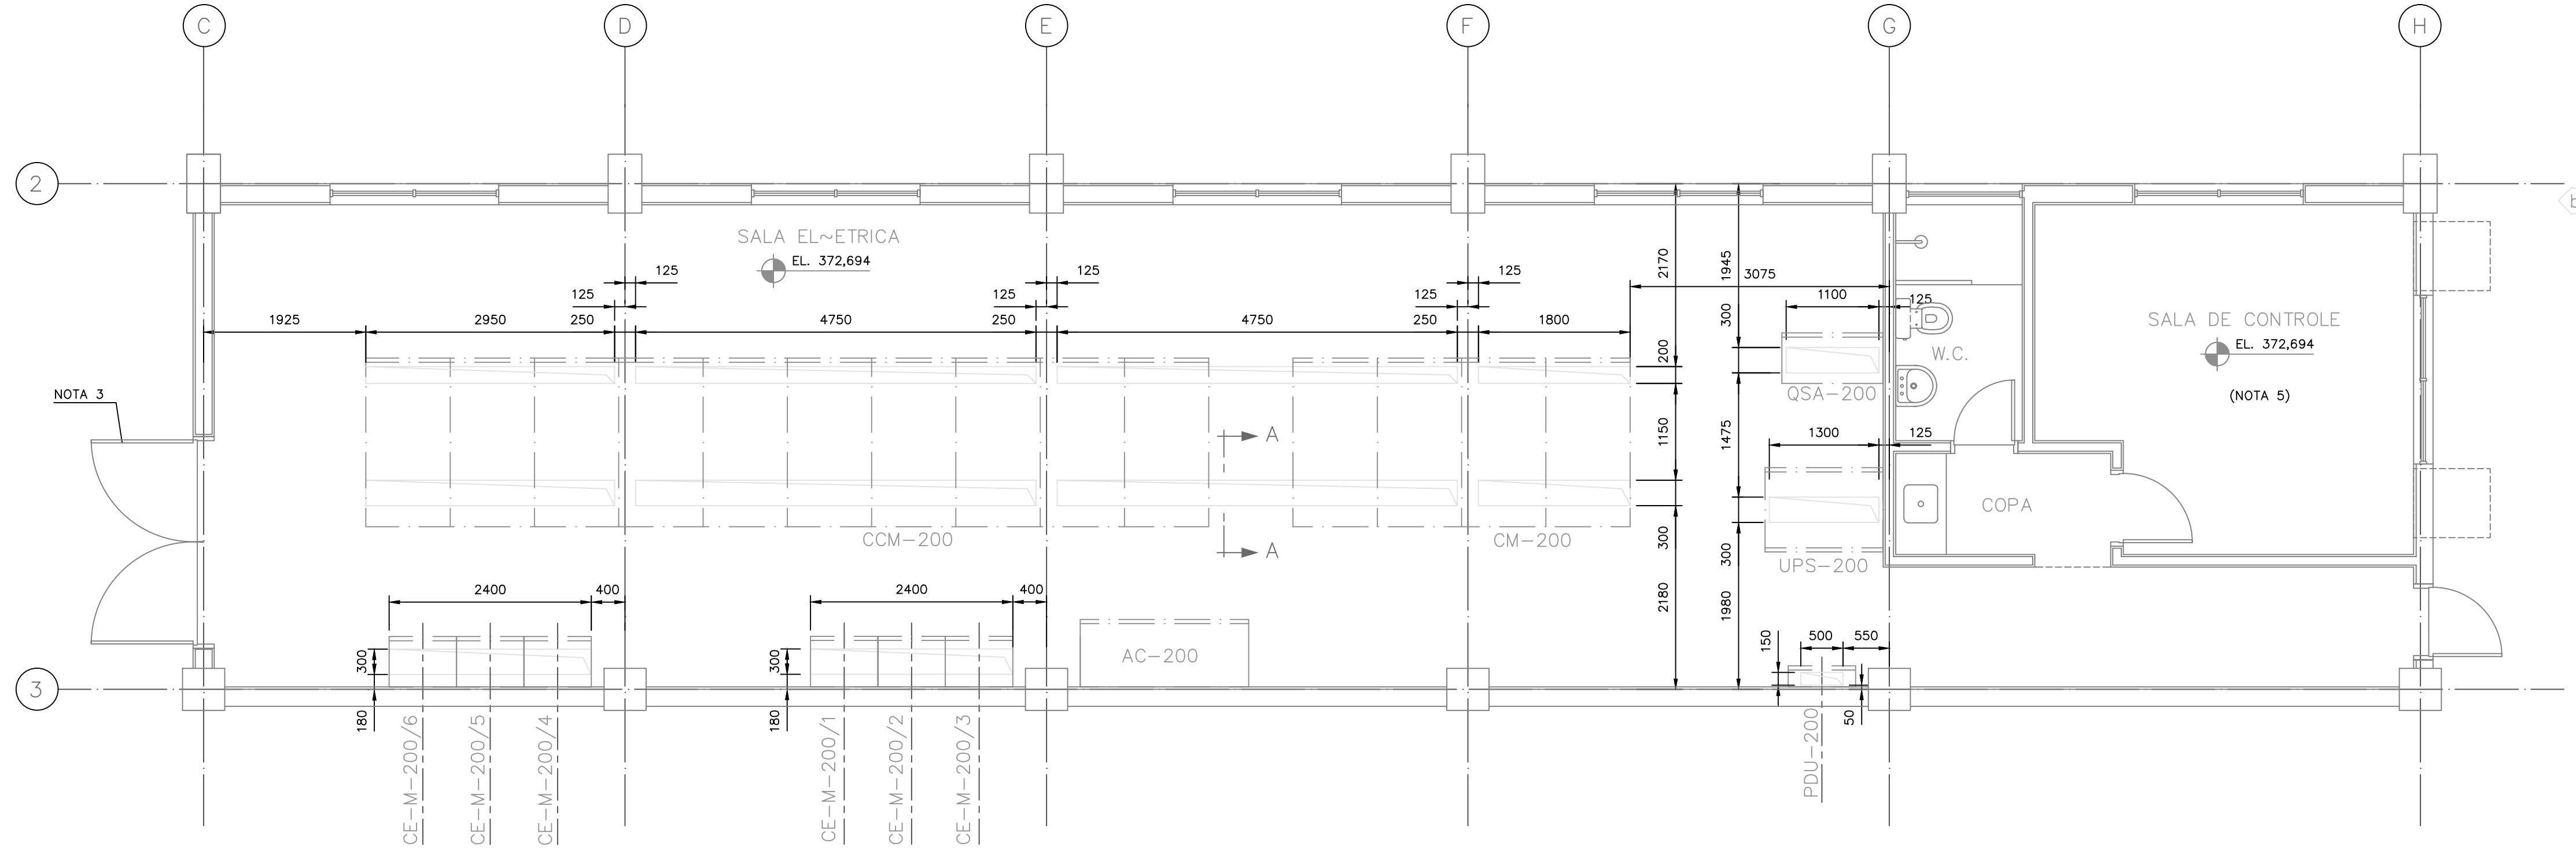 C
D
E
F
G
H
2
b
SALA EL~ETRICA
EL. 372,694
125
125
125
125
125
125
1925
2950
250
4750
250
4750
250
1800
2170
1945
3075
1100
125
300
200
QSA-200
1150
1475
1300
125
300
300
UPS-200
2180
1980
W.C.
COPA
SALA DE CONTROLE
EL. 372,694
(NOTA 5)
NOTA 3
A
A
CCM-200
CM-200
2400
400
2400
400
300
300
AC-200
150
500
550
3
180
180
50
CE-M-200/6
CE-M-200/5
CE-M-200/4
CE-M-200/1
CE-M-200/2
CE-M-200/3
PDU-200